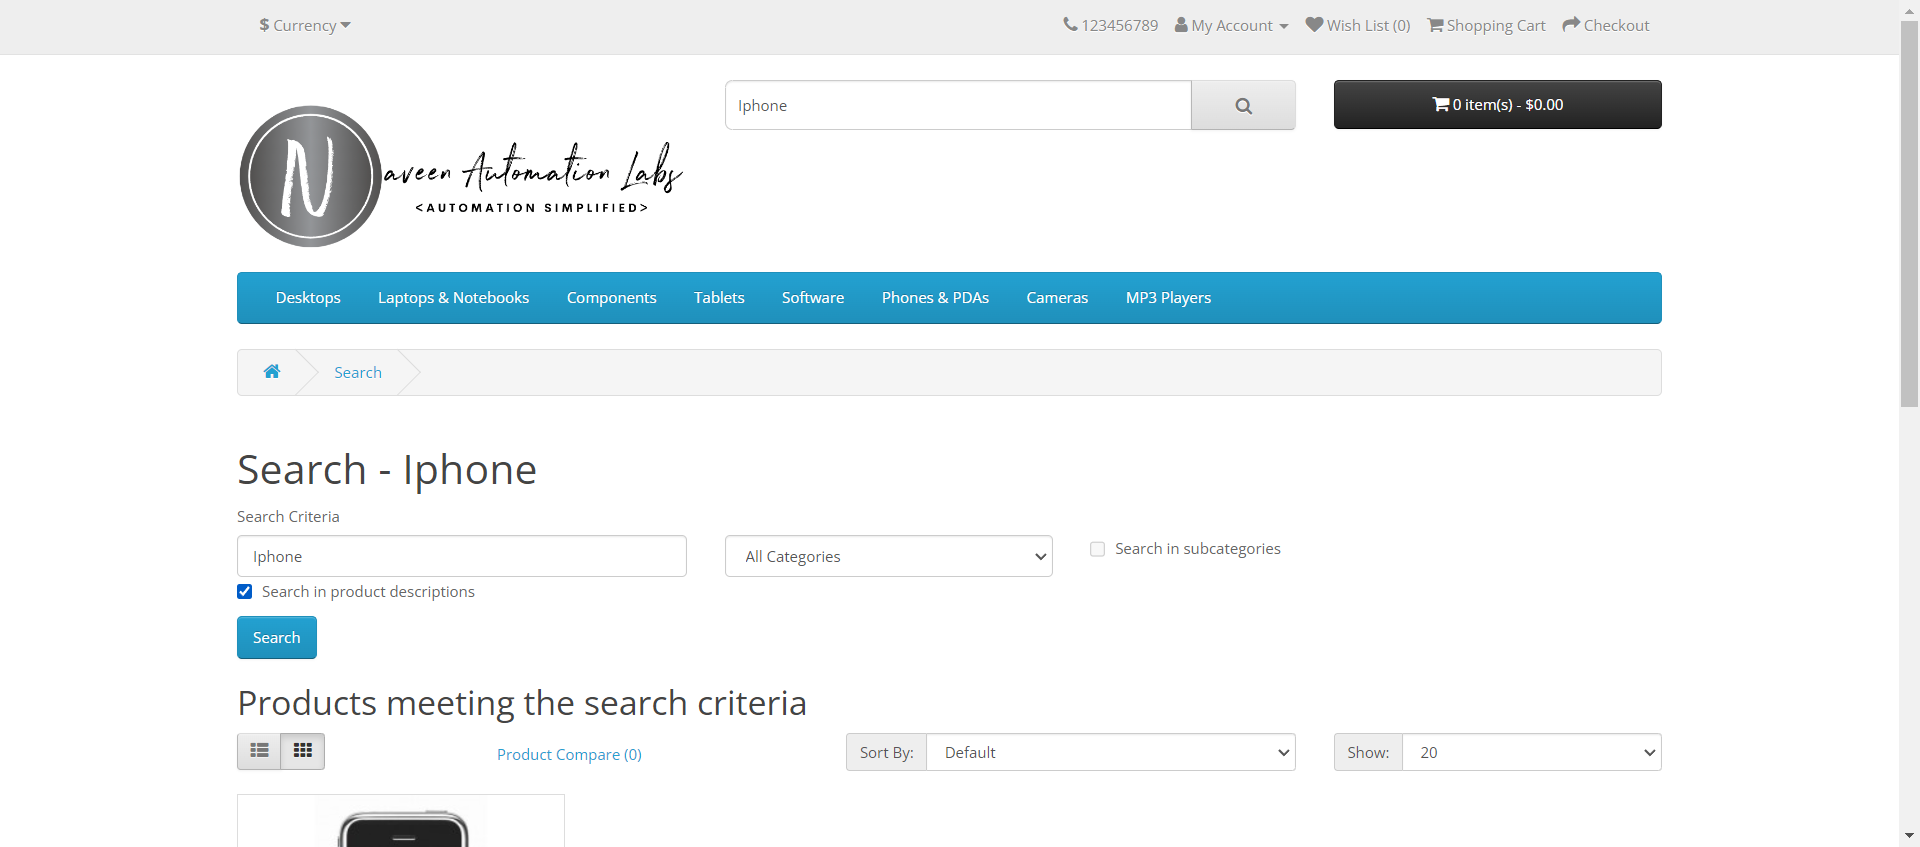 $ Currency
123456789 My Account Wish List (0) Shopping Cart Checkout
Iphone
0 item(s) - $0.00
N
aveen Automation Labs
<AUTOMATION SIMPLIFIED>
Desktops Laptops & Notebooks Components Tablets Software Phones & PDAs Cameras MP3 Players
Search
Search - Iphone
Search Criteria
Iphone All Categories Search in subcategories
Search in product descriptions
Search
Products meeting the search criteria
Product Compare (0) Sort By: Default Show: 20